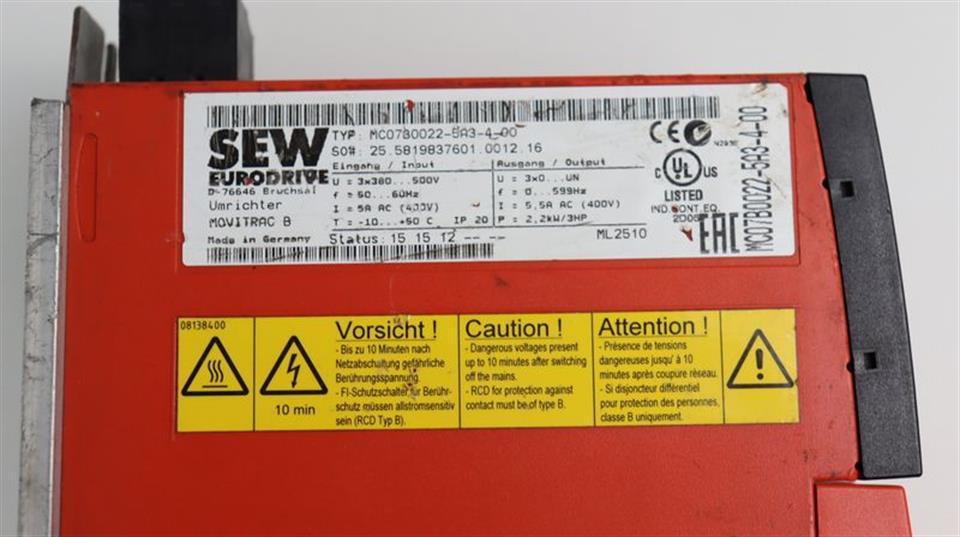 SEW
EURODRIVE
D-76646 Bruchsal
Umrichter
MOVITRAC B
Made in Germany
TYP: MC07B0022-5A3-4-00
SO#: 25.5819837601.0012.16
Eingang / Input
U = 3x380...500V
f = 50...60Hz
I = 5A AC (400V)
T = -10...+50 C IP 20
Status: 15 15 12 -- -- --
Ausgang / Output
U = 3x0...UN
f = 0...599Hz
I = 5,5A AC (400V)
P = 2,2kW/3HP
ML2510
CE
C UL US
LISTED
IND.CONT.EQ.
2D06
EAC
MC07B0022-5A3-4-00
08138400
10 min
Vorsicht !
- Bis zu 10 Minuten nach
Netzabschaltung gefährliche
Berührungsspannung.
- FI-Schutzschalter für Berühr-
schutz müssen allstromsensitiv
sein (RCD Typ B).
Caution !
- Dangerous voltages present
up to 10 minutes after switching
off the mains.
- RCD for protection against
contact must be of type B.
Attention !
- Présence de tensions
dangereuses jusqu' à 10
minutes après coupure réseau.
- Si disjoncteur différentiel
pour protection des personnes,
classe B uniquement.